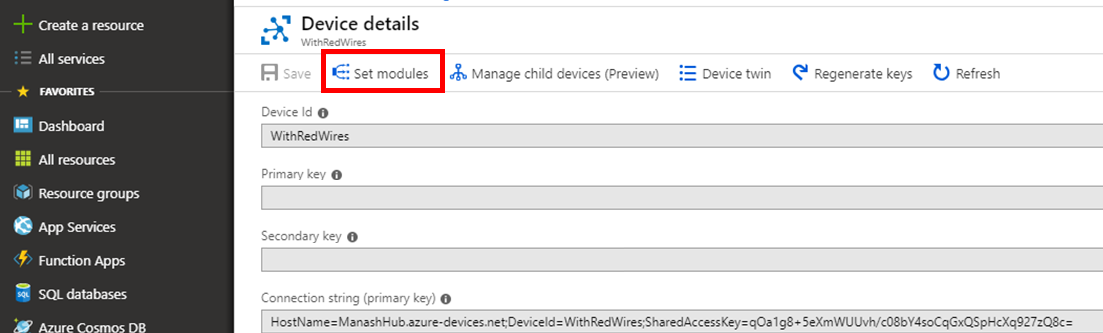 Create a resource
All services
FAVORITES
Dashboard
All resources
Resource groups
App Services
Function Apps
SQL databases
Azure Cosmos DB
Device details
WithRedWires
Save
Set modules
Manage child devices (Preview)
Device twin
Regenerate keys
Refresh
Device Id
WithRedWires
Primary key
Secondary key
Connection string (primary key)
HostName=ManashHub.azure-devices.net;DeviceId=WithRedWires;SharedAccessKey=qOa1g8+5eXmWUUvh/c08bY4soCqGxQSpHcXq927zQ8c=